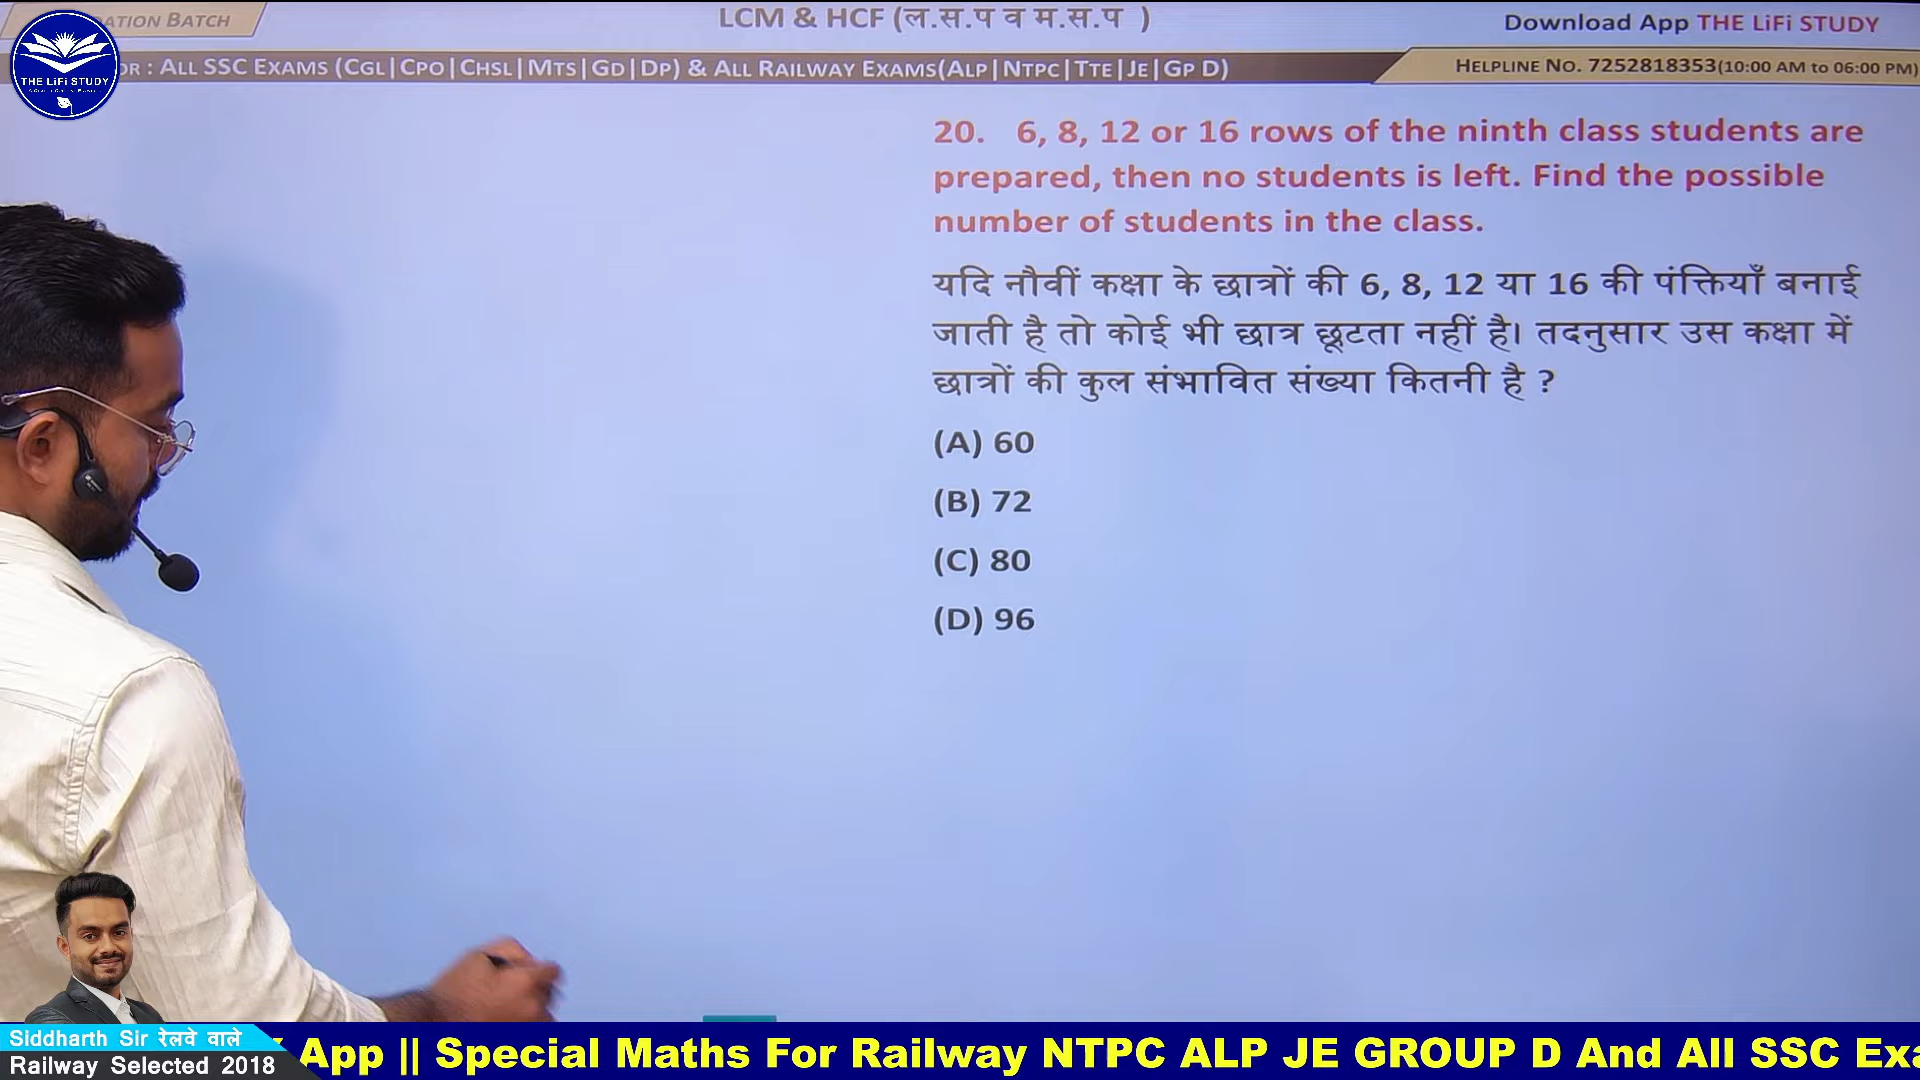 ATION BATCH
LCM & HCF (ल.स.प व म.स.प )
Download App THE LiFi STUDY
THE LiFi STUDY
OR : ALL SSC EXAMS (CGL|CPO|CHSL|MTS|GD|DP) & ALL RAILWAY EXAMS(ALP|NTPC|TTE|JE|GP D)
HELPLINE NO. 7252818353(10:00 AM to 06:00 PM)
20. 6, 8, 12 or 16 rows of the ninth class students are
prepared, then no students is left. Find the possible
number of students in the class.
यदि नौवीं कक्षा के छात्रों की 6, 8, 12 या 16 की पंक्तियाँ बनाई
जाती है तो कोई भी छात्र छूटता नहीं है। तदनुसार उस कक्षा में
छात्रों की कुल संभावित संख्या कितनी है ?
(A) 60
(B) 72
(C) 80
(D) 96
Siddharth Sir रेलवे वाले
Railway Selected 2018
App || Special Maths For Railway NTPC ALP JE GROUP D And All SSC Exa